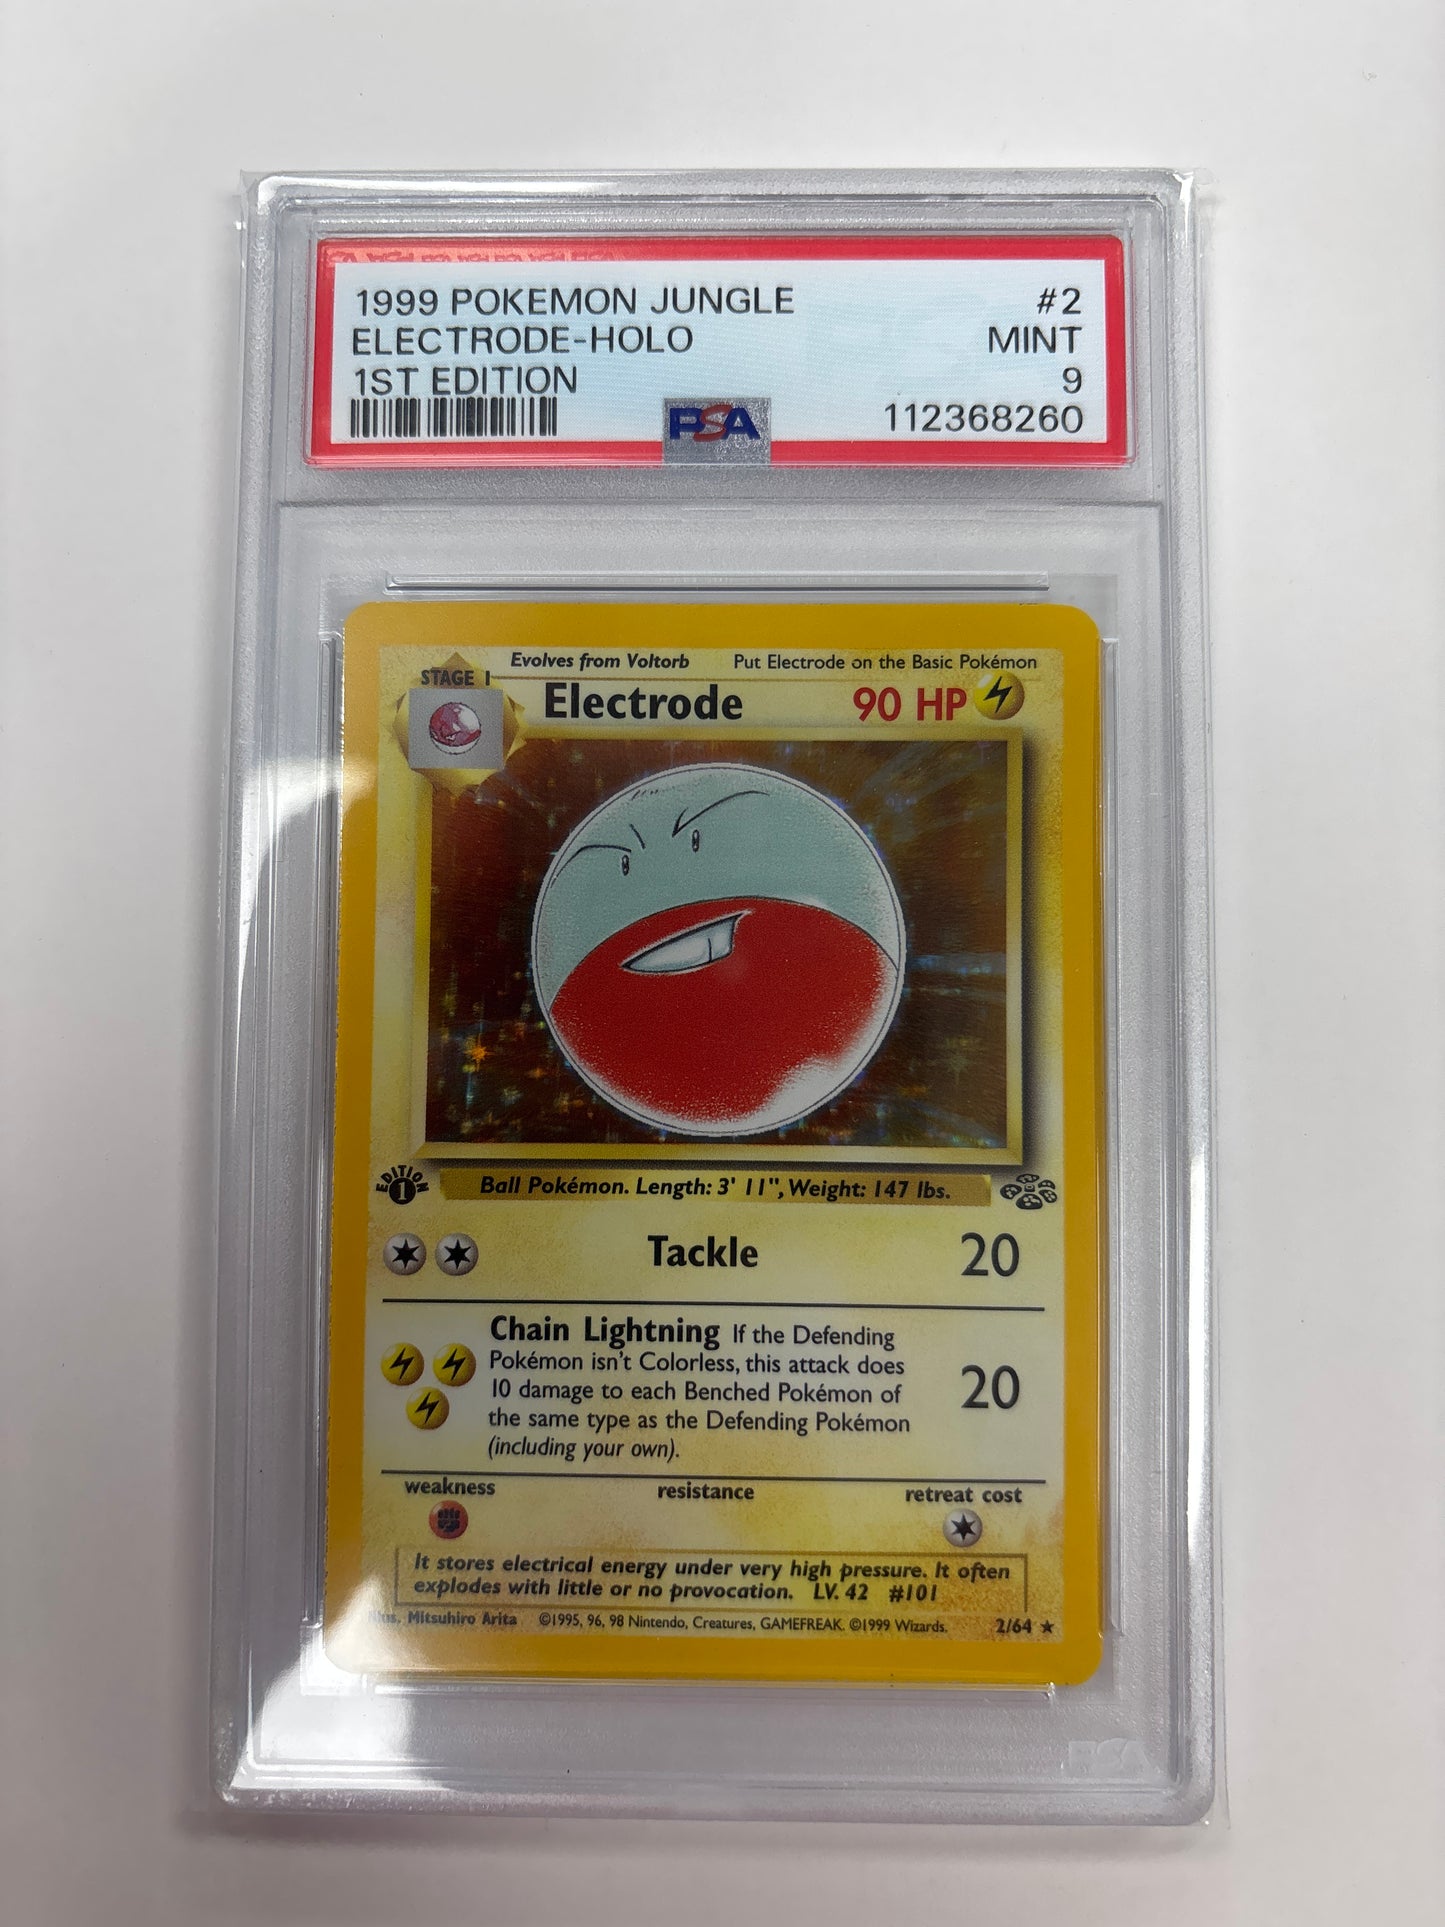 1999 POKEMON JUNGLE #2
ELECTRODE-HOLO MINT
1ST EDITION 9
PSA 112368260
Evolves from Voltorb Put Electrode on the Basic Pokémon
STAGE 1
Electrode 90 HP
EDITION 1
Ball Pokémon. Length: 3' 11", Weight: 147 lbs.
Tackle 20
Chain Lightning If the Defending
Pokémon isn't Colorless, this attack does
10 damage to each Benched Pokémon of
the same type as the Defending Pokémon
(including your own).
20
weakness resistance retreat cost
It stores electrical energy under very high pressure. It often
explodes with little or no provocation. LV. 42 #101
Illus. Mitsuhiro Arita ©1995, 96, 98 Nintendo, Creatures, GAMEFREAK. ©1999 Wizards. 2/64 ★
PSA